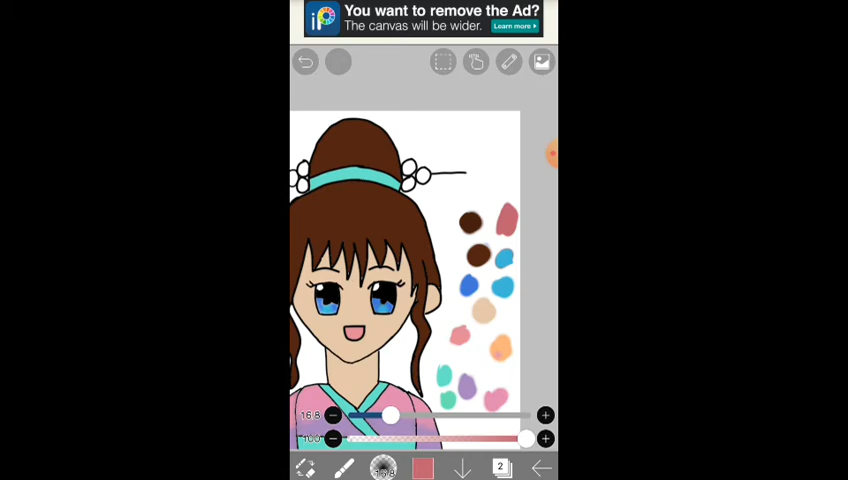 You want to remove the Ad?
The canvas will be wider.
Learn more
16.8
100
2